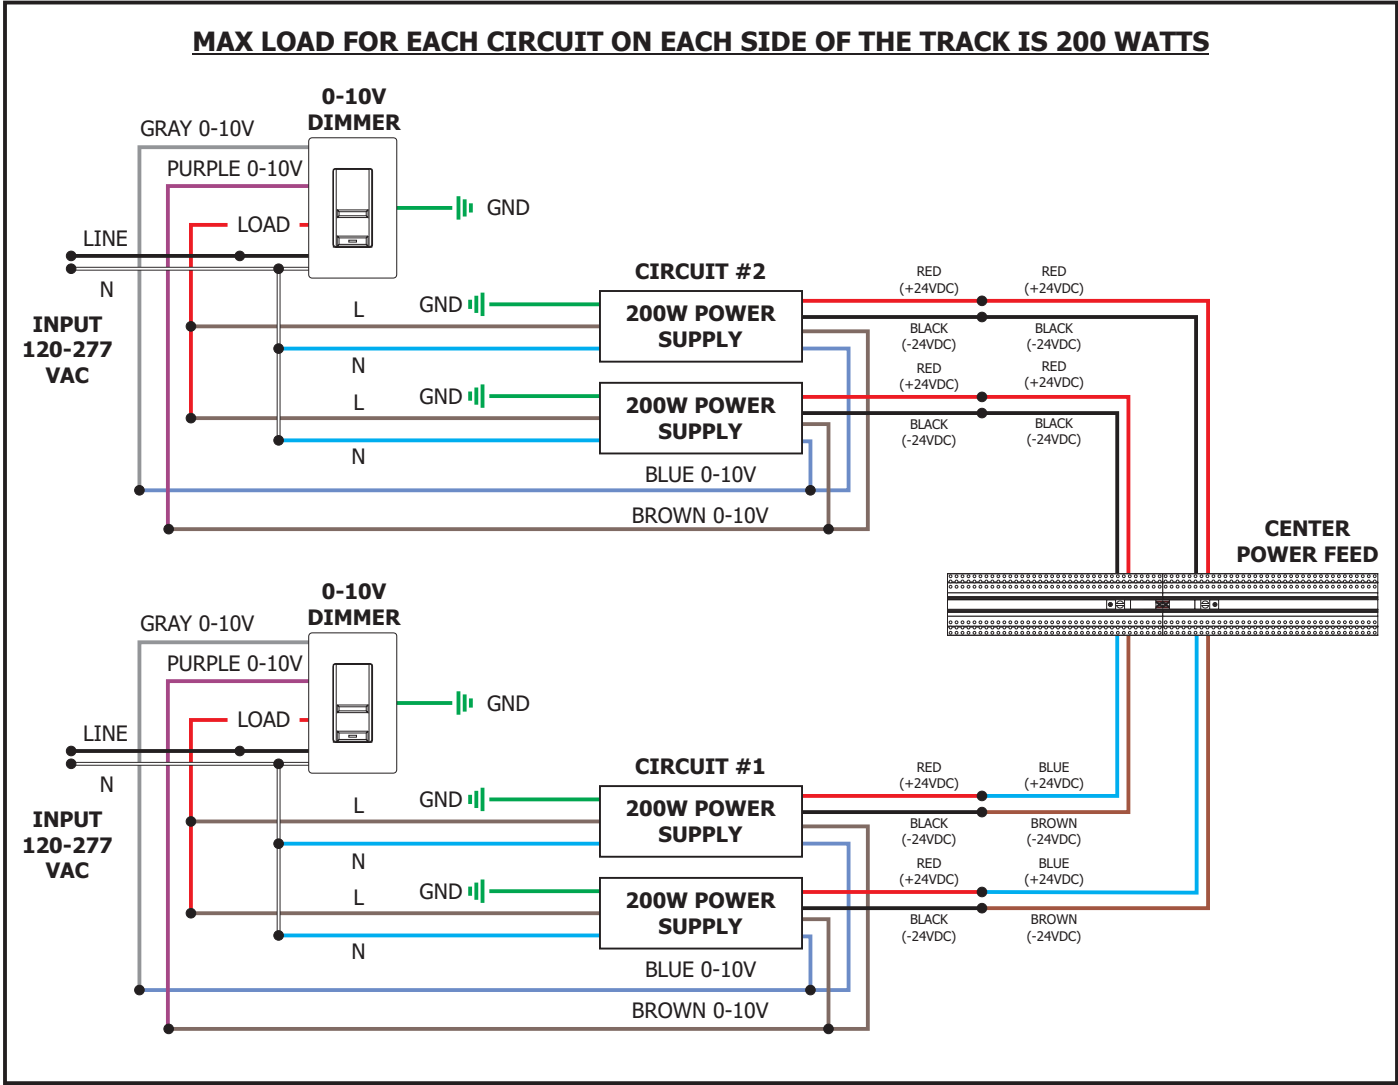 MAX LOAD FOR EACH CIRCUIT ON EACH SIDE OF THE TRACK IS 200 WATTS
0-10V
DIMMER
GRAY 0-10V
PURPLE 0-10V
LOAD
GND
LINE
N
INPUT
120-277
VAC
CIRCUIT #2
L
GND
200W POWER
SUPPLY
N
L
GND
200W POWER
SUPPLY
N
BLUE 0-10V
BROWN 0-10V
RED
(+24VDC)
RED
(+24VDC)
BLACK
(-24VDC)
BLACK
(-24VDC)
RED
(+24VDC)
RED
(+24VDC)
BLACK
(-24VDC)
BLACK
(-24VDC)
CENTER
POWER FEED
0-10V
DIMMER
GRAY 0-10V
PURPLE 0-10V
LOAD
GND
LINE
N
INPUT
120-277
VAC
CIRCUIT #1
L
GND
200W POWER
SUPPLY
N
L
GND
200W POWER
SUPPLY
N
BLUE 0-10V
BROWN 0-10V
RED
(+24VDC)
BLUE
(+24VDC)
BLACK
(-24VDC)
BROWN
(-24VDC)
RED
(+24VDC)
BLUE
(+24VDC)
BLACK
(-24VDC)
BROWN
(-24VDC)